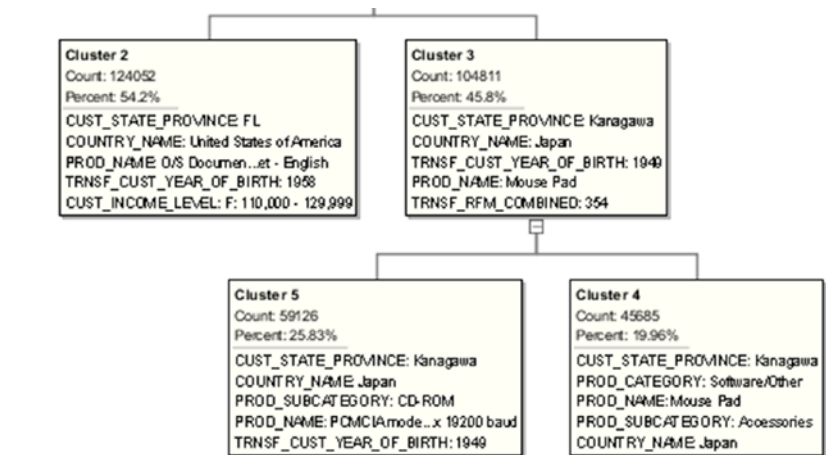 Cluster 2
Count: 124052
Percent: 54.2%
CUST_STATE_PROVINCE: FL
COUNTRY_NAME: United States of America
PROD_NAME: O/S Documen...et - English
TRNSF_CUST_YEAR_OF_BIRTH: 1958
CUST_INCOME_LEVEL: F: 110,000 - 129,999
Cluster 3
Count: 104811
Percent: 45.8%
CUST_STATE_PROVINCE: Kanagawa
COUNTRY_NAME: Japan
TRNSF_CUST_YEAR_OF_BIRTH: 1949
PROD_NAME: Mouse Pad
TRNSF_RFM_COMBINED: 354
Cluster 5
Count: 59126
Percent: 25.83%
CUST_STATE_PROVINCE: Kanagawa
COUNTRY_NAME: Japan
PROD_SUBCATEGORY: CD-ROM
PROD_NAME: PCMCIA mode...x 19200 baud
TRNSF_CUST_YEAR_OF_BIRTH: 1949
Cluster 4
Count: 45685
Percent: 19.96%
CUST_STATE_PROVINCE: Kanagawa
PROD_CATEGORY: Software/Other
PROD_NAME: Mouse Pad
PROD_SUBCATEGORY: Accessories
COUNTRY_NAME: Japan